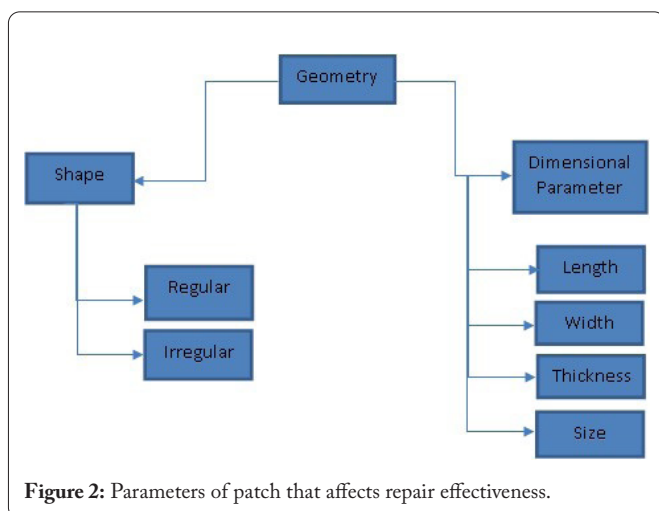 Geometry
Shape
Dimensional
Parameter
Regular
Length
Irregular
Width
Thickness
Size
Figure 2: Parameters of patch that affects repair effectiveness.